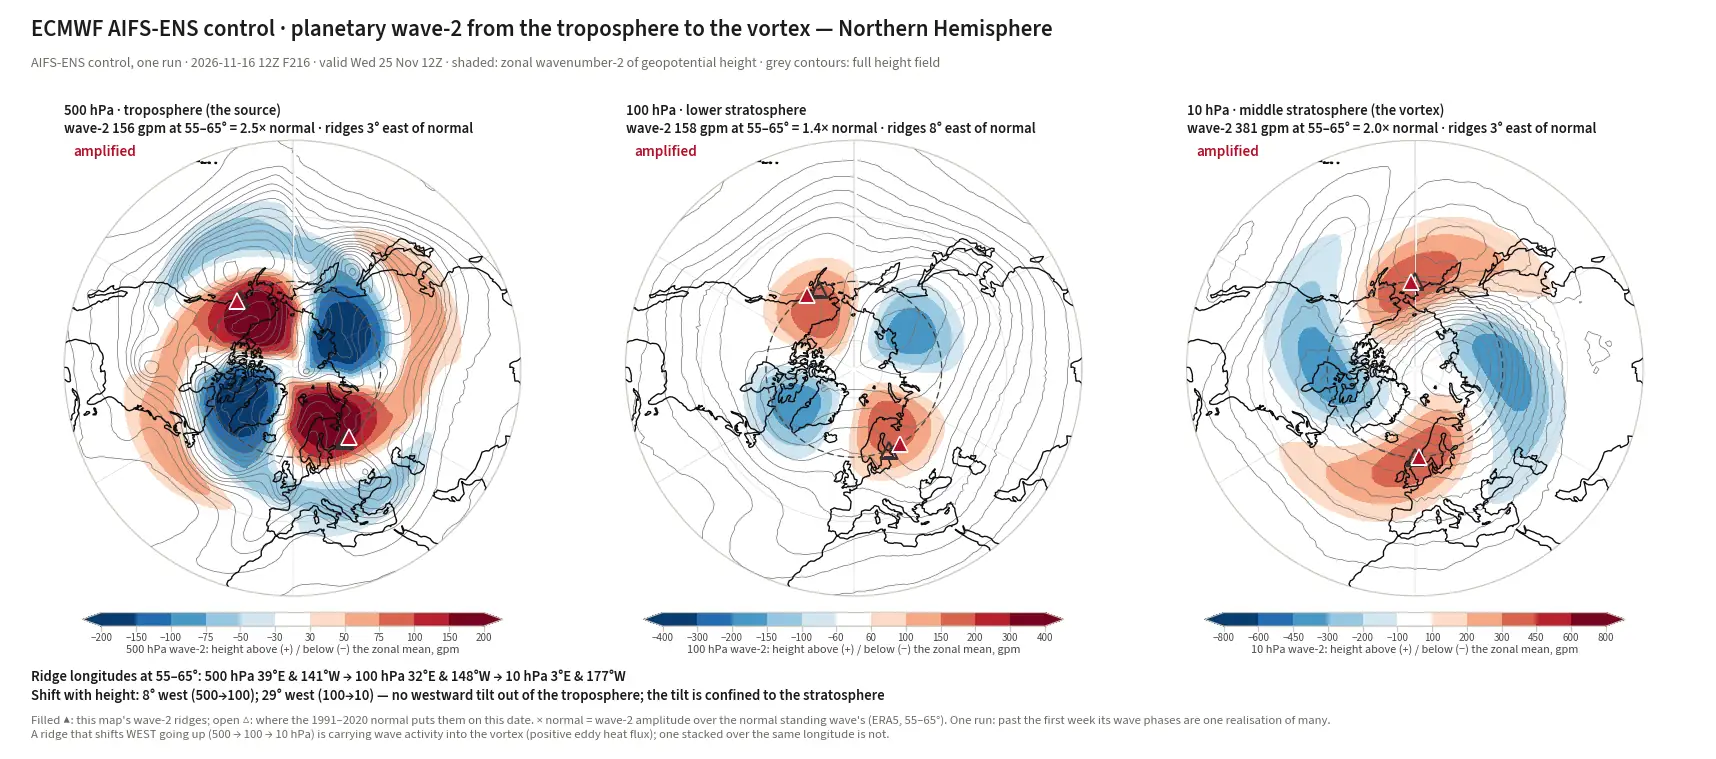 ECMWF AIFS-ENS control · planetary wave-2 from the troposphere to the vortex — Northern Hemisphere
AIFS-ENS control, one run · 2026-11-16 12Z F216 · valid Wed 25 Nov 12Z · shaded: zonal wavenumber-2 of geopotential height · grey contours: full height field
500 hPa · troposphere (the source)
wave-2 156 gpm at 55–65° = 2.5× normal · ridges 3° east of normal
amplified
100 hPa · lower stratosphere
wave-2 158 gpm at 55–65° = 1.4× normal · ridges 8° east of normal
amplified
10 hPa · middle stratosphere (the vortex)
wave-2 381 gpm at 55–65° = 2.0× normal · ridges 3° east of normal
amplified
−200 −150 −100 −75 −50 −30 30 50 75 100 150 200
500 hPa wave-2: height above (+) / below (−) the zonal mean, gpm
−400 −300 −200 −150 −100 −60 60 100 150 200 300 400
100 hPa wave-2: height above (+) / below (−) the zonal mean, gpm
−800 −600 −450 −300 −200 −100 100 200 300 450 600 800
10 hPa wave-2: height above (+) / below (−) the zonal mean, gpm
Ridge longitudes at 55–65°: 500 hPa 39°E & 141°W → 100 hPa 32°E & 148°W → 10 hPa 3°E & 177°W
Shift with height: 8° west (500→100); 29° west (100→10) — no westward tilt out of the troposphere; the tilt is confined to the stratosphere
Filled ▲: this map's wave-2 ridges; open △: where the 1991–2020 normal puts them on this date. × normal = wave-2 amplitude over the normal standing wave's (ERA5, 55–65°). One run: past the first week its wave phases are one realisation of many.
A ridge that shifts WEST going up (500 → 100 → 10 hPa) is carrying wave activity into the vortex (positive eddy heat flux); one stacked over the same longitude is not.